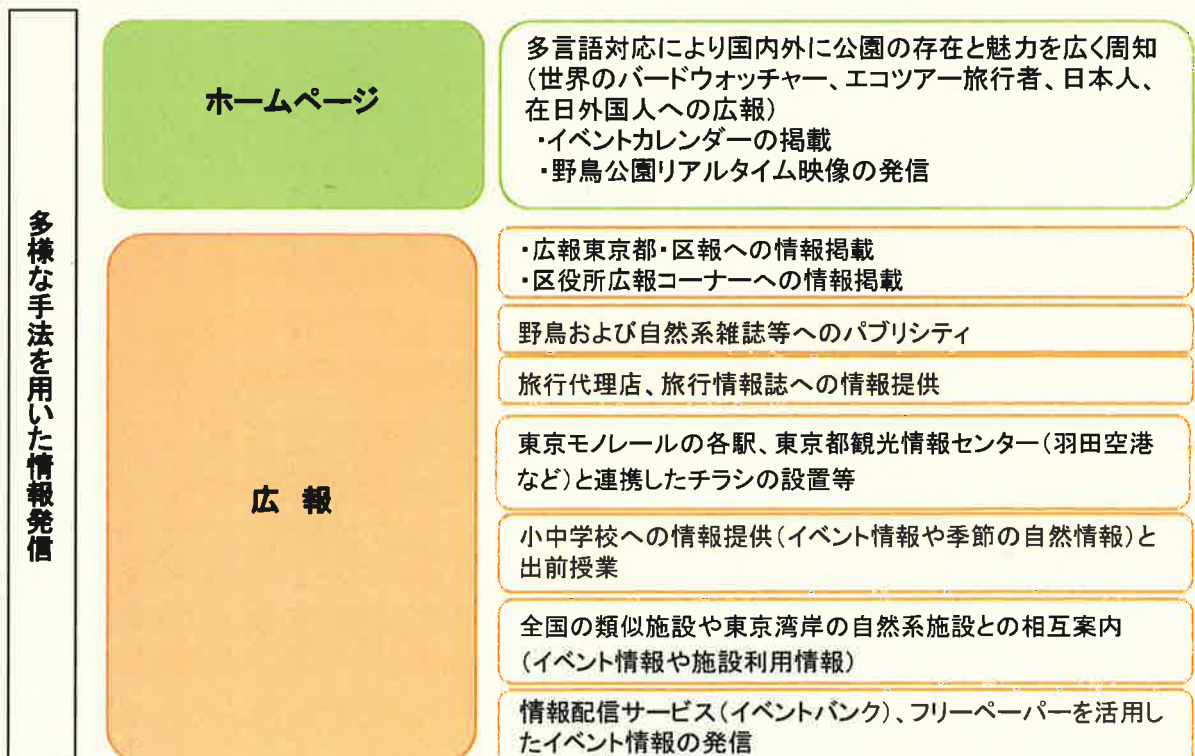 多様な手法を用いた情報発信
ホームページ
多言語対応により国内外に公園の存在と魅力を広く周知
(世界のバードウォッチャー、エコツアー旅行者、日本人、
在日外国人への広報)
・イベントカレンダーの掲載
・野鳥公園リアルタイム映像の発信
広 報
・広報東京都・区報への情報掲載
・区役所広報コーナーへの情報掲載
野鳥および自然系雑誌等へのパブリシティ
旅行代理店、旅行情報誌への情報提供
東京モノレールの各駅、東京都観光情報センター(羽田空港
など)と連携したチラシの設置等
小中学校への情報提供(イベント情報や季節の自然情報)と
出前授業
全国の類似施設や東京湾岸の自然系施設との相互案内
(イベント情報や施設利用情報)
情報配信サービス(イベントバンク)、フリーペーパーを活用し
たイベント情報の発信